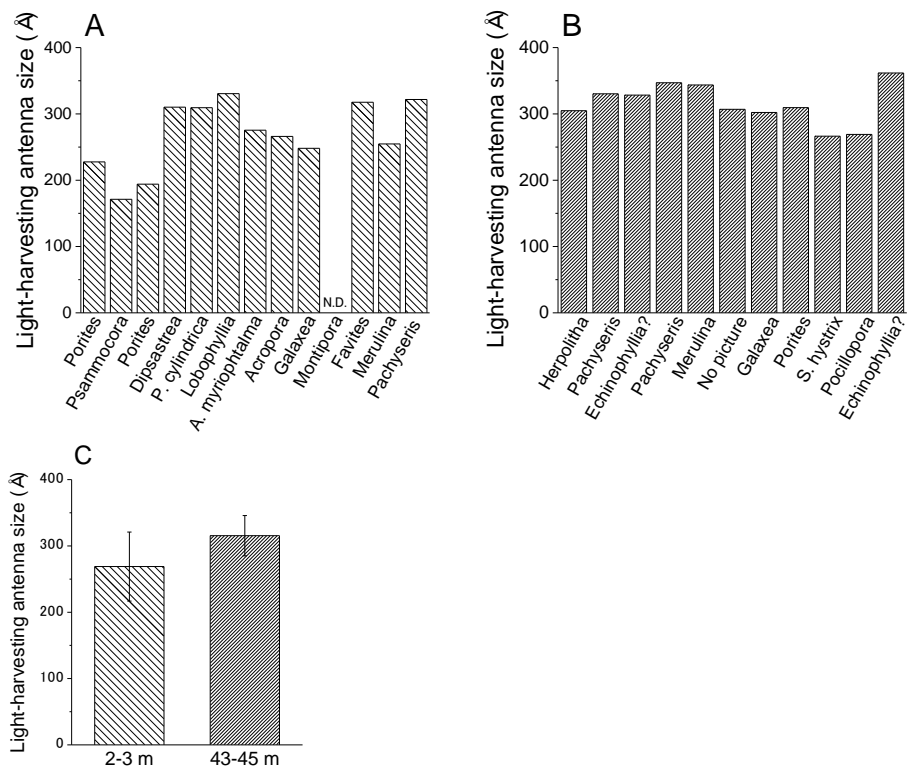 A
Light-harvesting antenna size (Å)
400
300
200
100
0
N.D.
Porites
Psammocora
Porites
Dipsastrea
P. cylindrica
Lobophyllia
A. myriophtalma
Acropora
Galaxea
Montipora
Favites
Merulina
Pachyseris
B
Light-harvesting antenna size (Å)
400
300
200
100
0
Herpolitha
Pachyseris
Echinophyllia?
Pachyseris
Merulina
No picture
Galaxea
Porites
S. hystrix
Pocillopora
Echinophyllia?
C
Light-harvesting antenna size (Å)
400
300
200
100
0
2-3 m
43-45 m